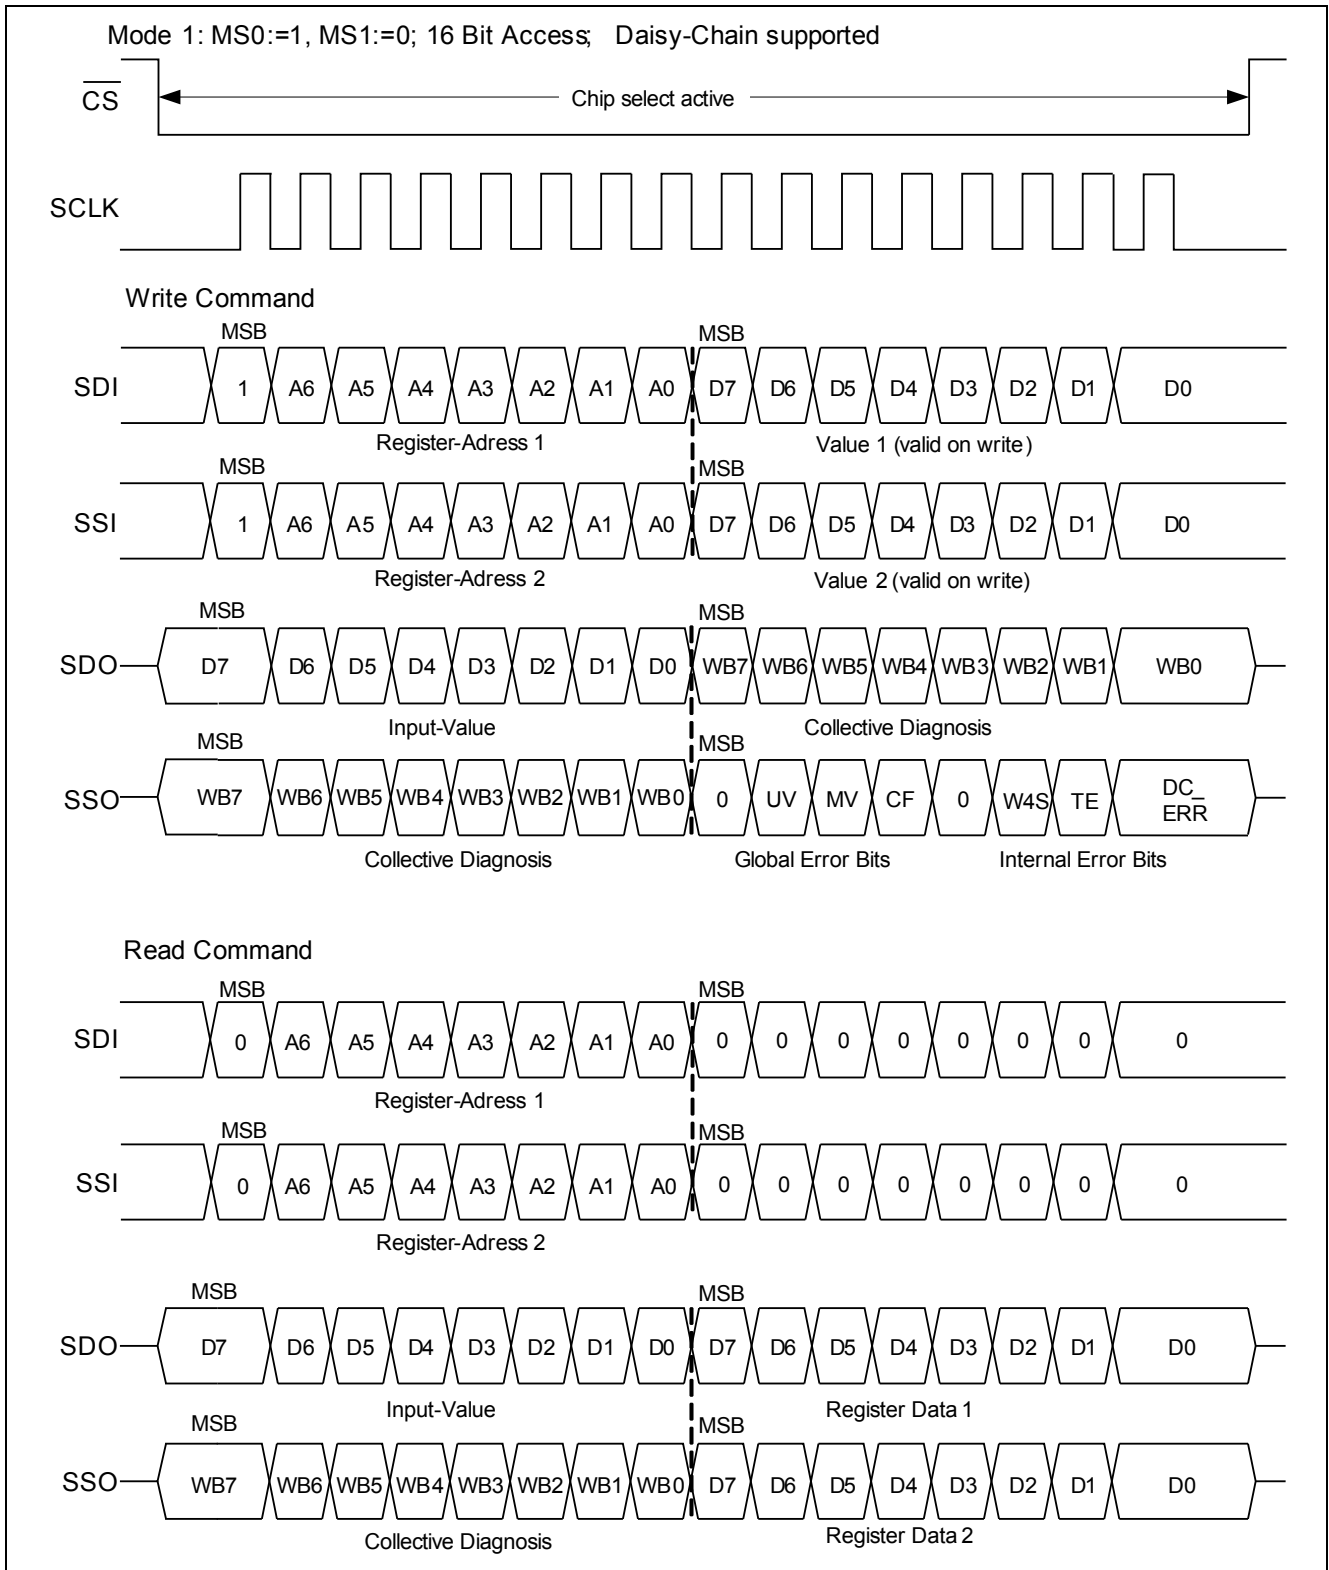 Mode 1: MS0:=1, MS1:=0; 16 Bit Access; Daisy-Chain supported
CS
Chip select active
SCLK
Write Command
MSB MSB
SDI 1 A6 A5 A4 A3 A2 A1 A0 D7 D6 D5 D4 D3 D2 D1 D0
Register-Adress 1 Value 1 (valid on write)
MSB MSB
SSI 1 A6 A5 A4 A3 A2 A1 A0 D7 D6 D5 D4 D3 D2 D1 D0
Register-Adress 2 Value 2 (valid on write)
MSB MSB
SDO D7 D6 D5 D4 D3 D2 D1 D0 WB7 WB6 WB5 WB4 WB3 WB2 WB1 WB0
Input-Value Collective Diagnosis
MSB MSB
SSO WB7 WB6 WB5 WB4 WB3 WB2 WB1 WB0 0 UV MV CF 0 W4S TE DC_
ERR
Collective Diagnosis Global Error Bits Internal Error Bits
Read Command
MSB MSB
SDI 0 A6 A5 A4 A3 A2 A1 A0 0 0 0 0 0 0 0 0
Register-Adress 1
MSB MSB
SSI 0 A6 A5 A4 A3 A2 A1 A0 0 0 0 0 0 0 0 0
Register-Adress 2
MSB MSB
SDO D7 D6 D5 D4 D3 D2 D1 D0 D7 D6 D5 D4 D3 D2 D1 D0
Input-Value Register Data 1
MSB MSB
SSO WB7 WB6 WB5 WB4 WB3 WB2 WB1 WB0 D7 D6 D5 D4 D3 D2 D1 D0
Collective Diagnosis Register Data 2